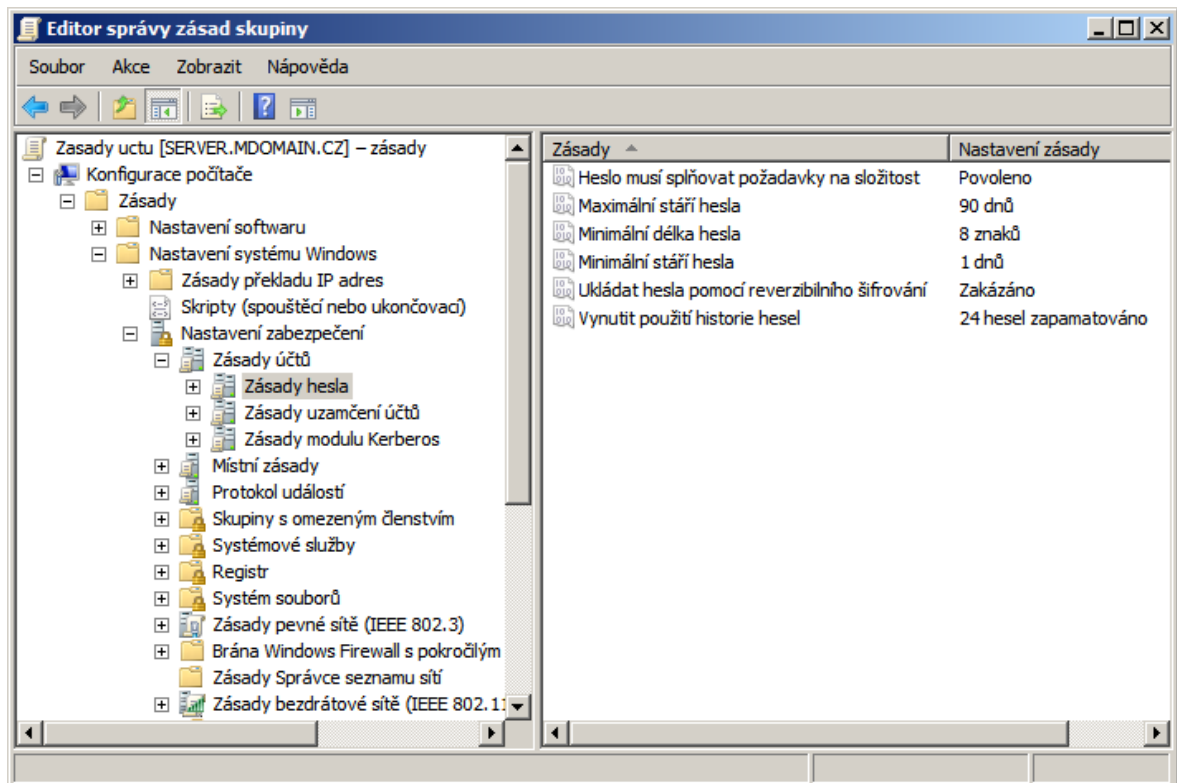 Editor správy zásad skupiny
Soubor Akce Zobrazit Nápověda
Zasady uctu [SERVER.MDOMAIN.CZ] – zásady
Konfigurace počítače
Zásady
Nastavení softwaru
Nastavení systému Windows
Zásady překladu IP adres
Skripty (spouštěcí nebo ukončovací)
Nastavení zabezpečení
Zásady účtů
Zásady hesla
Zásady uzamčení účtů
Zásady modulu Kerberos
Místní zásady
Protokol událostí
Skupiny s omezeným členstvím
Systémové služby
Registr
Systém souborů
Zásady pevné sítě (IEEE 802.3)
Brána Windows Firewall s pokročilým
Zásady Správce seznamu sítí
Zásady bezdrátové sítě (IEEE 802.11
Zásady Nastavení zásady
Heslo musí splňovat požadavky na složitost Povoleno
Maximální stáří hesla 90 dnů
Minimální délka hesla 8 znaků
Minimální stáří hesla 1 dnů
Ukládat hesla pomocí reverzibilního šifrování Zakázáno
Vynutit použití historie hesel 24 hesel zapamatováno